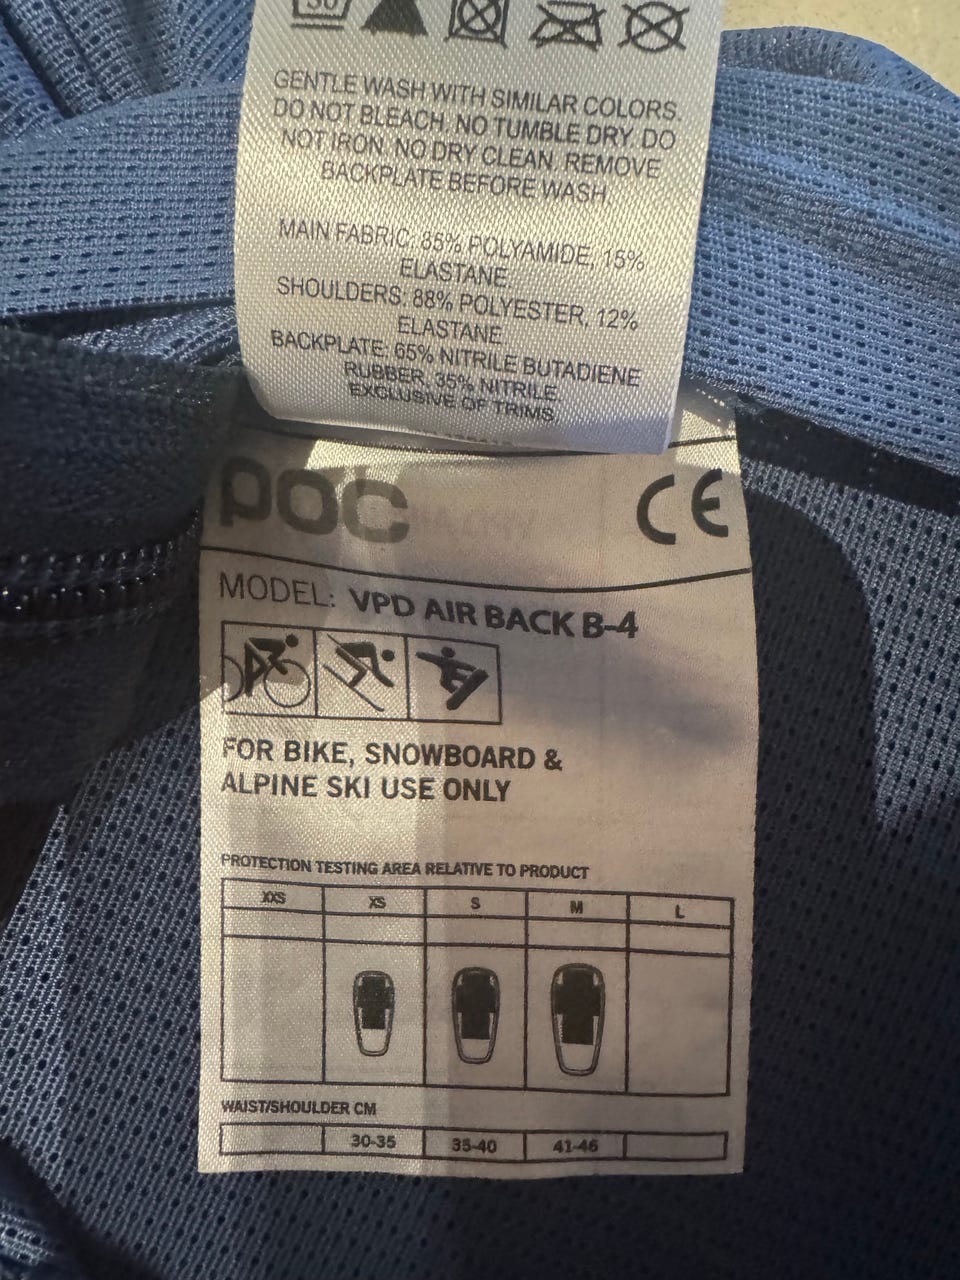 30
GENTLE WASH WITH SIMILAR COLORS.
DO NOT BLEACH. NO TUMBLE DRY. DO
NOT IRON. NO DRY CLEAN. REMOVE
BACKPLATE BEFORE WASH.
MAIN FABRIC: 85% POLYAMIDE, 15%
ELASTANE.
SHOULDERS: 88% POLYESTER, 12%
ELASTANE.
BACKPLATE: 65% NITRILE BUTADIENE
RUBBER, 35% NITRILE.
EXCLUSIVE OF TRIMS.
POC CE
MODEL: VPD AIR BACK B-4
FOR BIKE, SNOWBOARD &
ALPINE SKI USE ONLY
PROTECTION TESTING AREA RELATIVE TO PRODUCT
XXS XS S M L
WAIST/SHOULDER CM
30-35 35-40 41-46